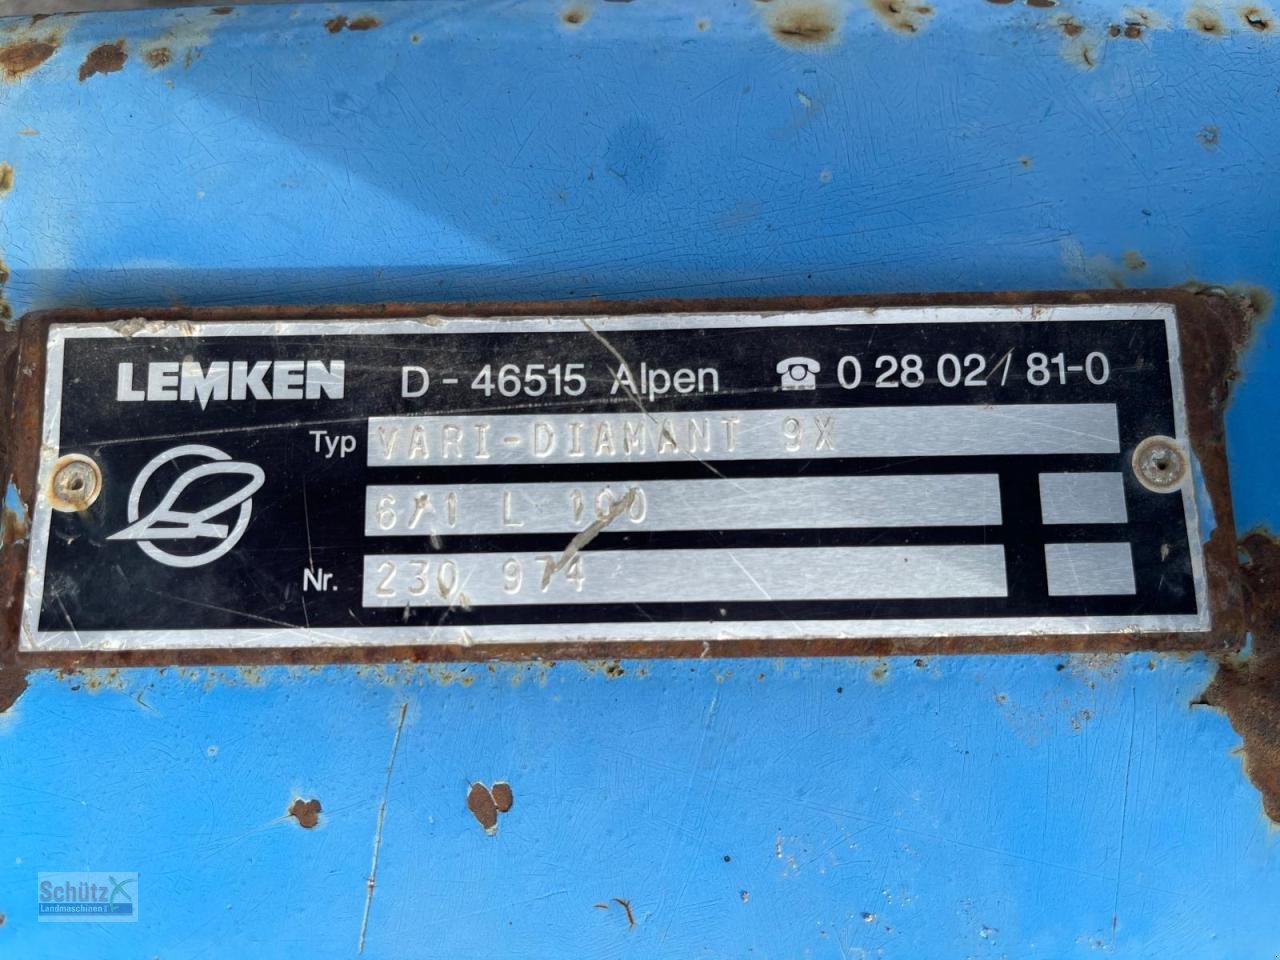 LEMKEN D - 46515 Alpen ☎ 0 28 02 / 81-0
Typ VARI-DIAMANT 9X
6/1 L 100
Nr. 230 974
Schütz
Landmaschinen